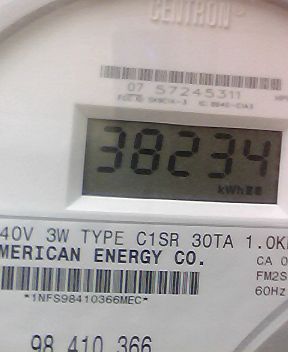 CENTRON
07 57245311
38234
kWh
40V 3W TYPE C1SR 30TA 1.0K
MERICAN ENERGY CO.
CA 0
FM2S
*1NFS98410366MEC*
60Hz
98 410 366